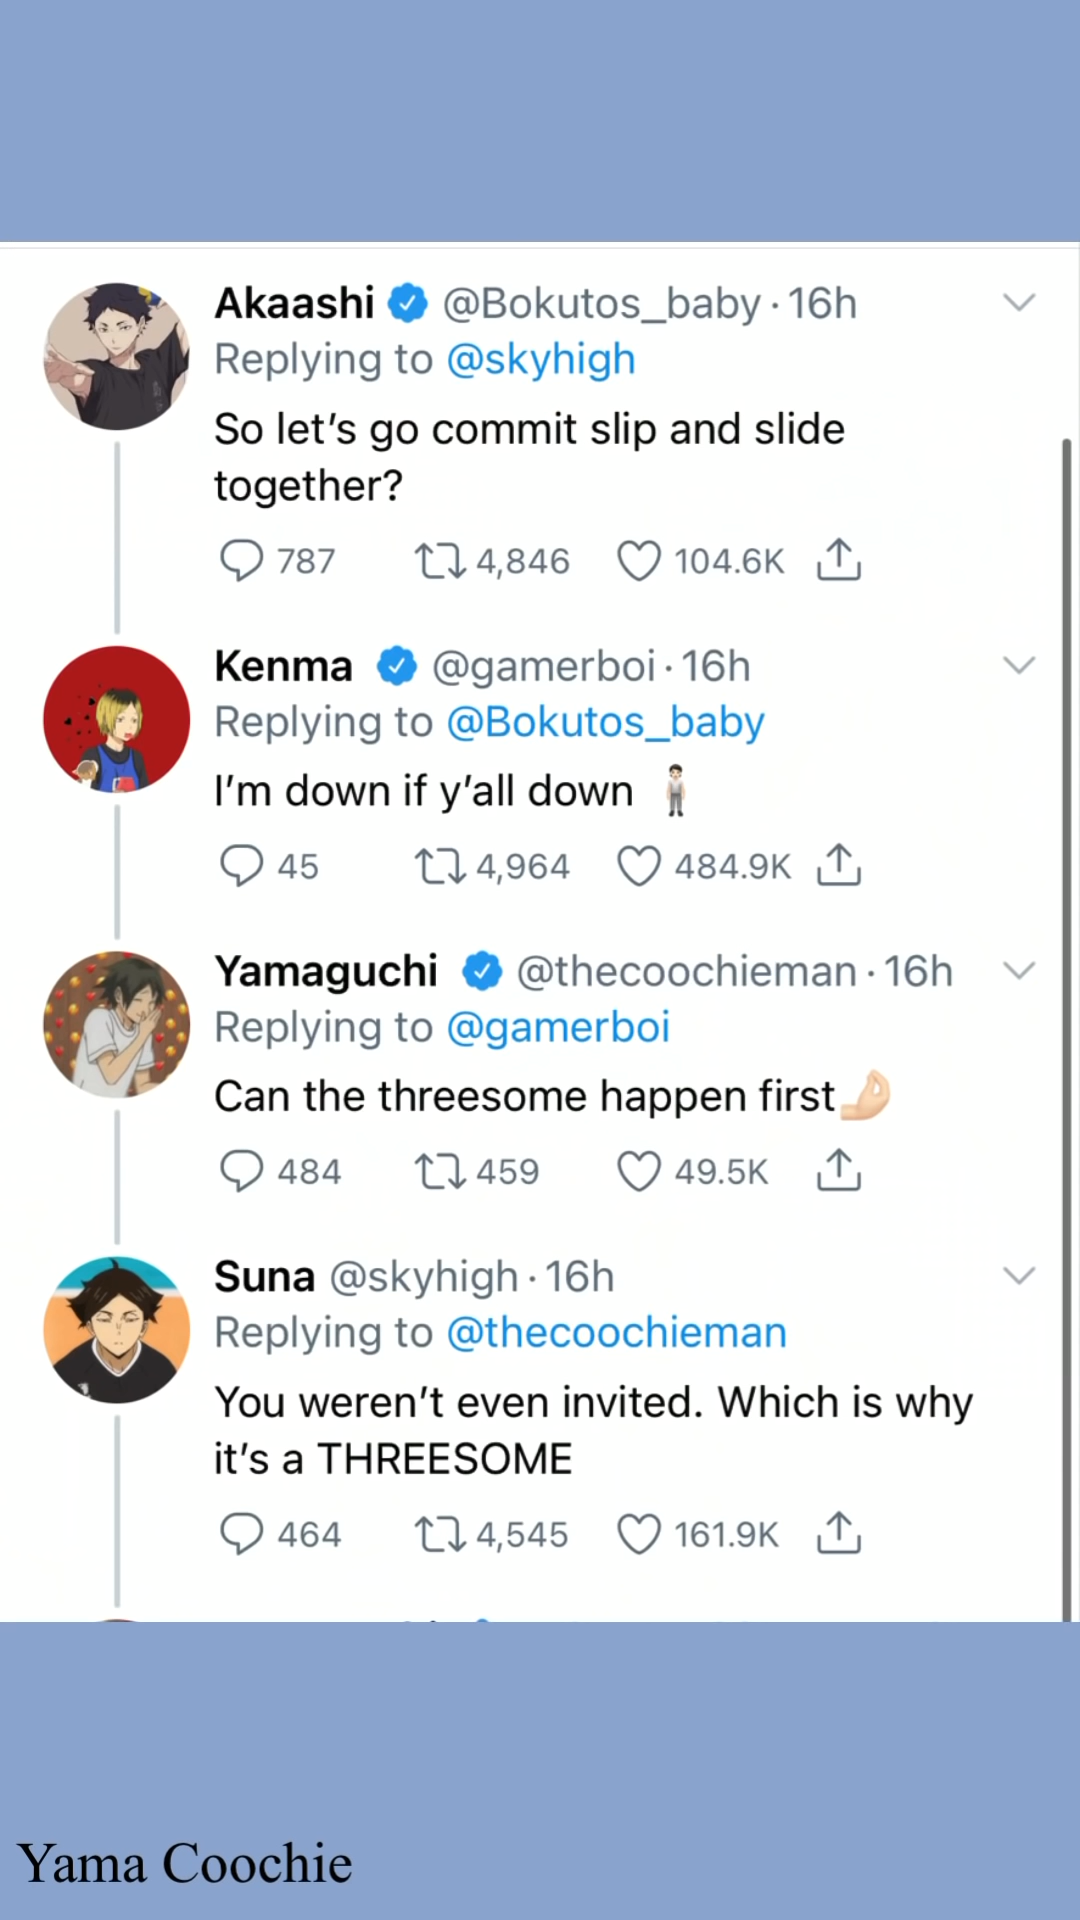 Akaashi @Bokutos_baby · 16h
Replying to @skyhigh
So let's go commit slip and slide
together?
787 4,846 104.6K
Kenma @gamerboi · 16h
Replying to @Bokutos_baby
I'm down if y'all down 🧍🏻
45 4,964 484.9K
Yamaguchi @thecoochieman · 16h
Replying to @gamerboi
Can the threesome happen first👌🏻
484 459 49.5K
Suna @skyhigh · 16h
Replying to @thecoochieman
You weren't even invited. Which is why
it's a THREESOME
464 4,545 161.9K
Yama Coochie